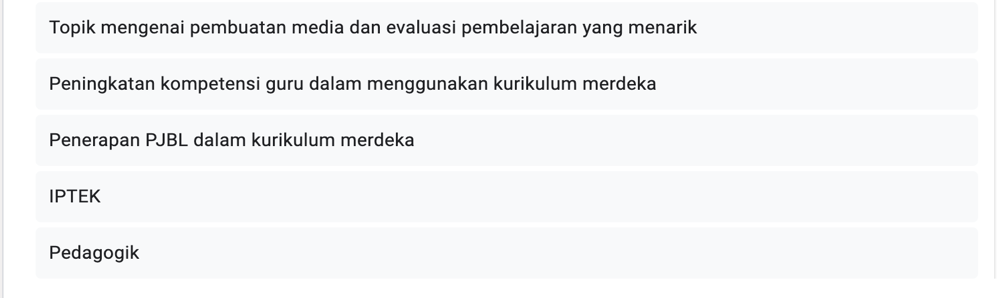 Topik mengenai pembuatan media dan evaluasi pembelajaran yang menarik
Peningkatan kompetensi guru dalam menggunakan kurikulum merdeka
Penerapan PJBL dalam kurikulum merdeka
IPTEK
Pedagogik